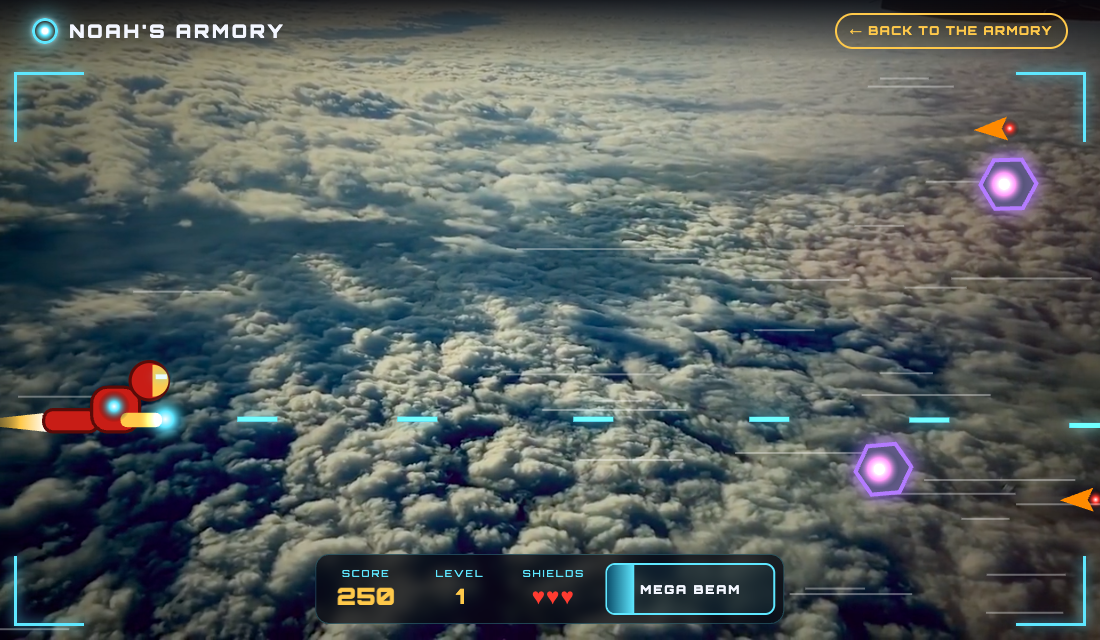 NOAH'S ARMORY
← BACK TO THE ARMORY
SCORE
250
LEVEL
1
SHIELDS
♥♥♥
MEGA BEAM